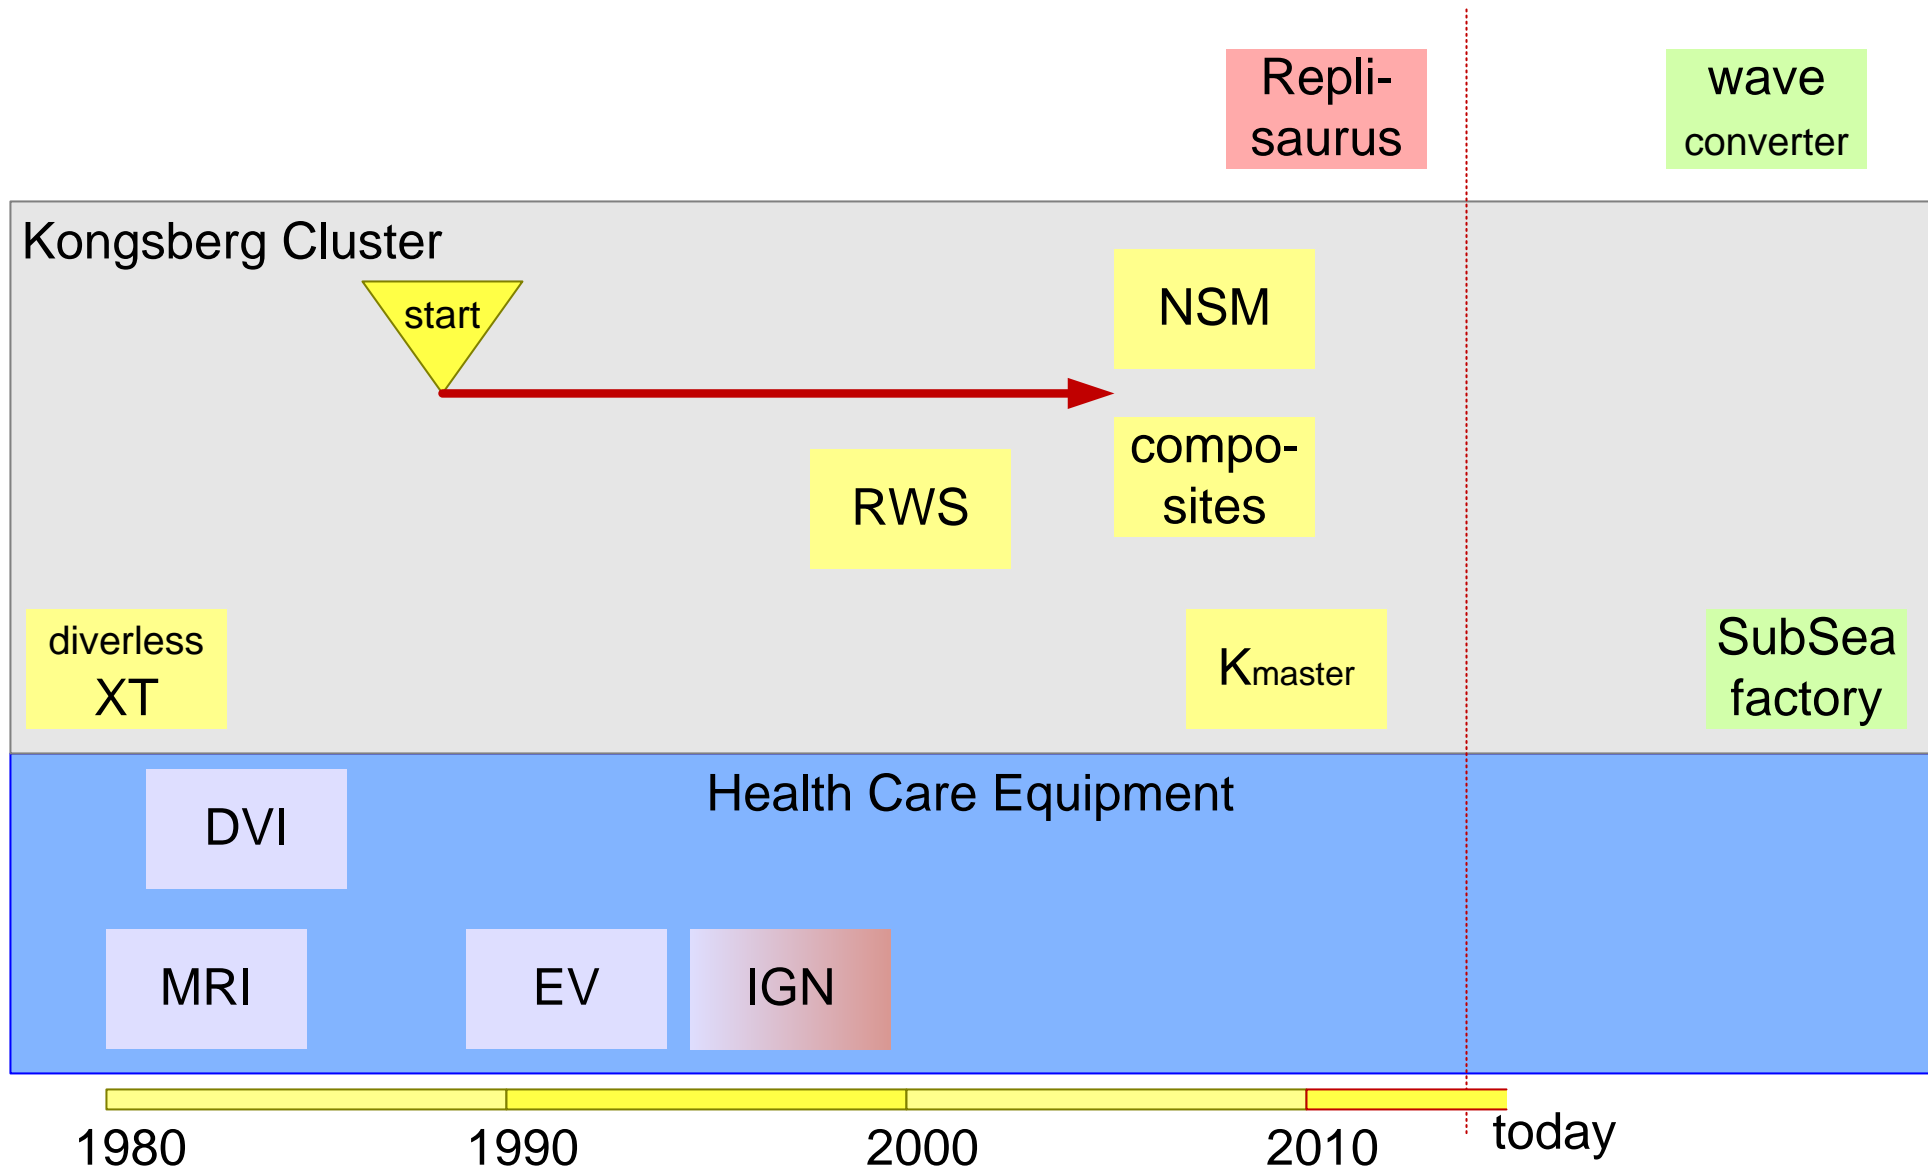 Repli-
saurus
wave
converter
Kongsberg Cluster
start
NSM
compo-
sites
RWS
diverless
XT
Kmaster
SubSea
factory
Health Care Equipment
DVI
MRI
EV
IGN
1980
1990
2000
2010
today